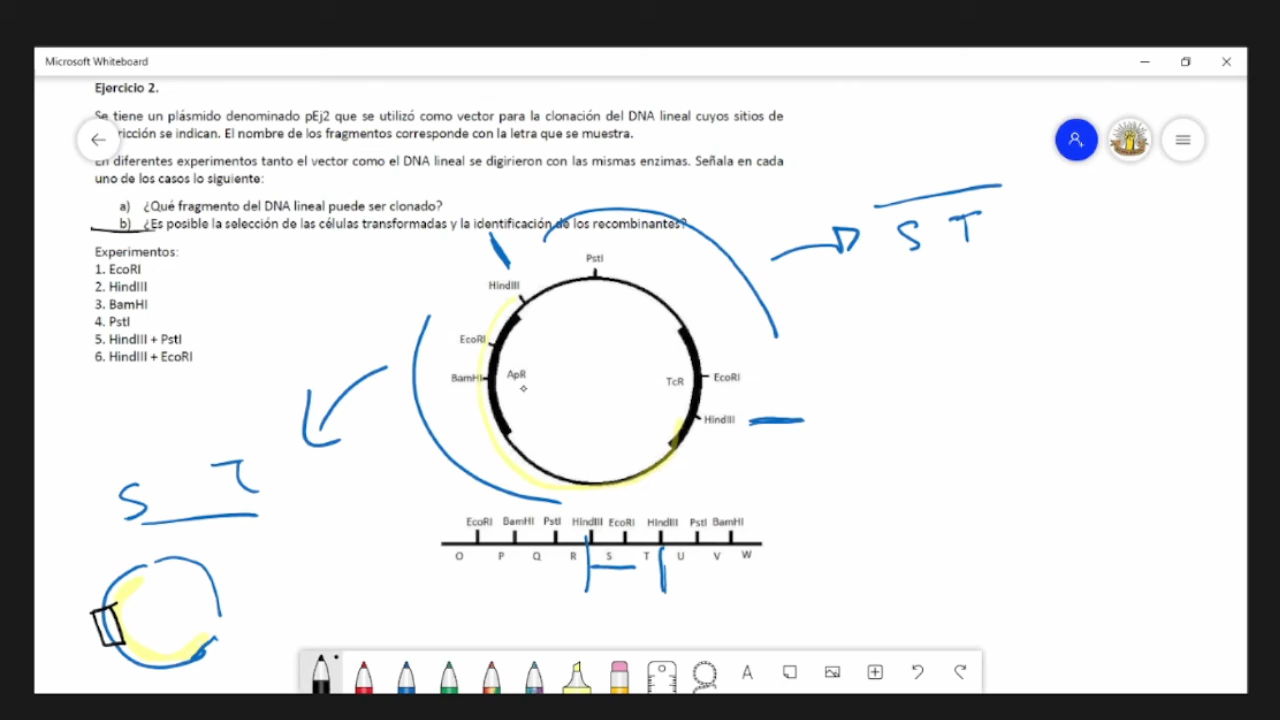 Microsoft Whiteboard
Ejercicio 2.
Se tiene un plásmido denominado pEj2 que se utilizó como vector para la clonación del DNA lineal cuyos sitios de
ricción se indican. El nombre de los fragmentos corresponde con la letra que se muestra.
En diferentes experimentos tanto el vector como el DNA lineal se digirieron con las mismas enzimas. Señala en cada
uno de los casos lo siguiente:
a) ¿Qué fragmento del DNA lineal puede ser clonado?
b) ¿Es posible la selección de las células transformadas y la identificación de los recombinantes?
S T
Experimentos:
1. EcoRI
2. HindIII
3. BamHI
4. PstI
5. HindIII + PstI
6. HindIII + EcoRI
PstI
HindIII
EcoRI
BamHI
ApR
TcR
EcoRI
HindIII
S T
EcoRI BamHI PstI HindIII EcoRI HindIII PstI BamHI
O P Q R S T U V W
A